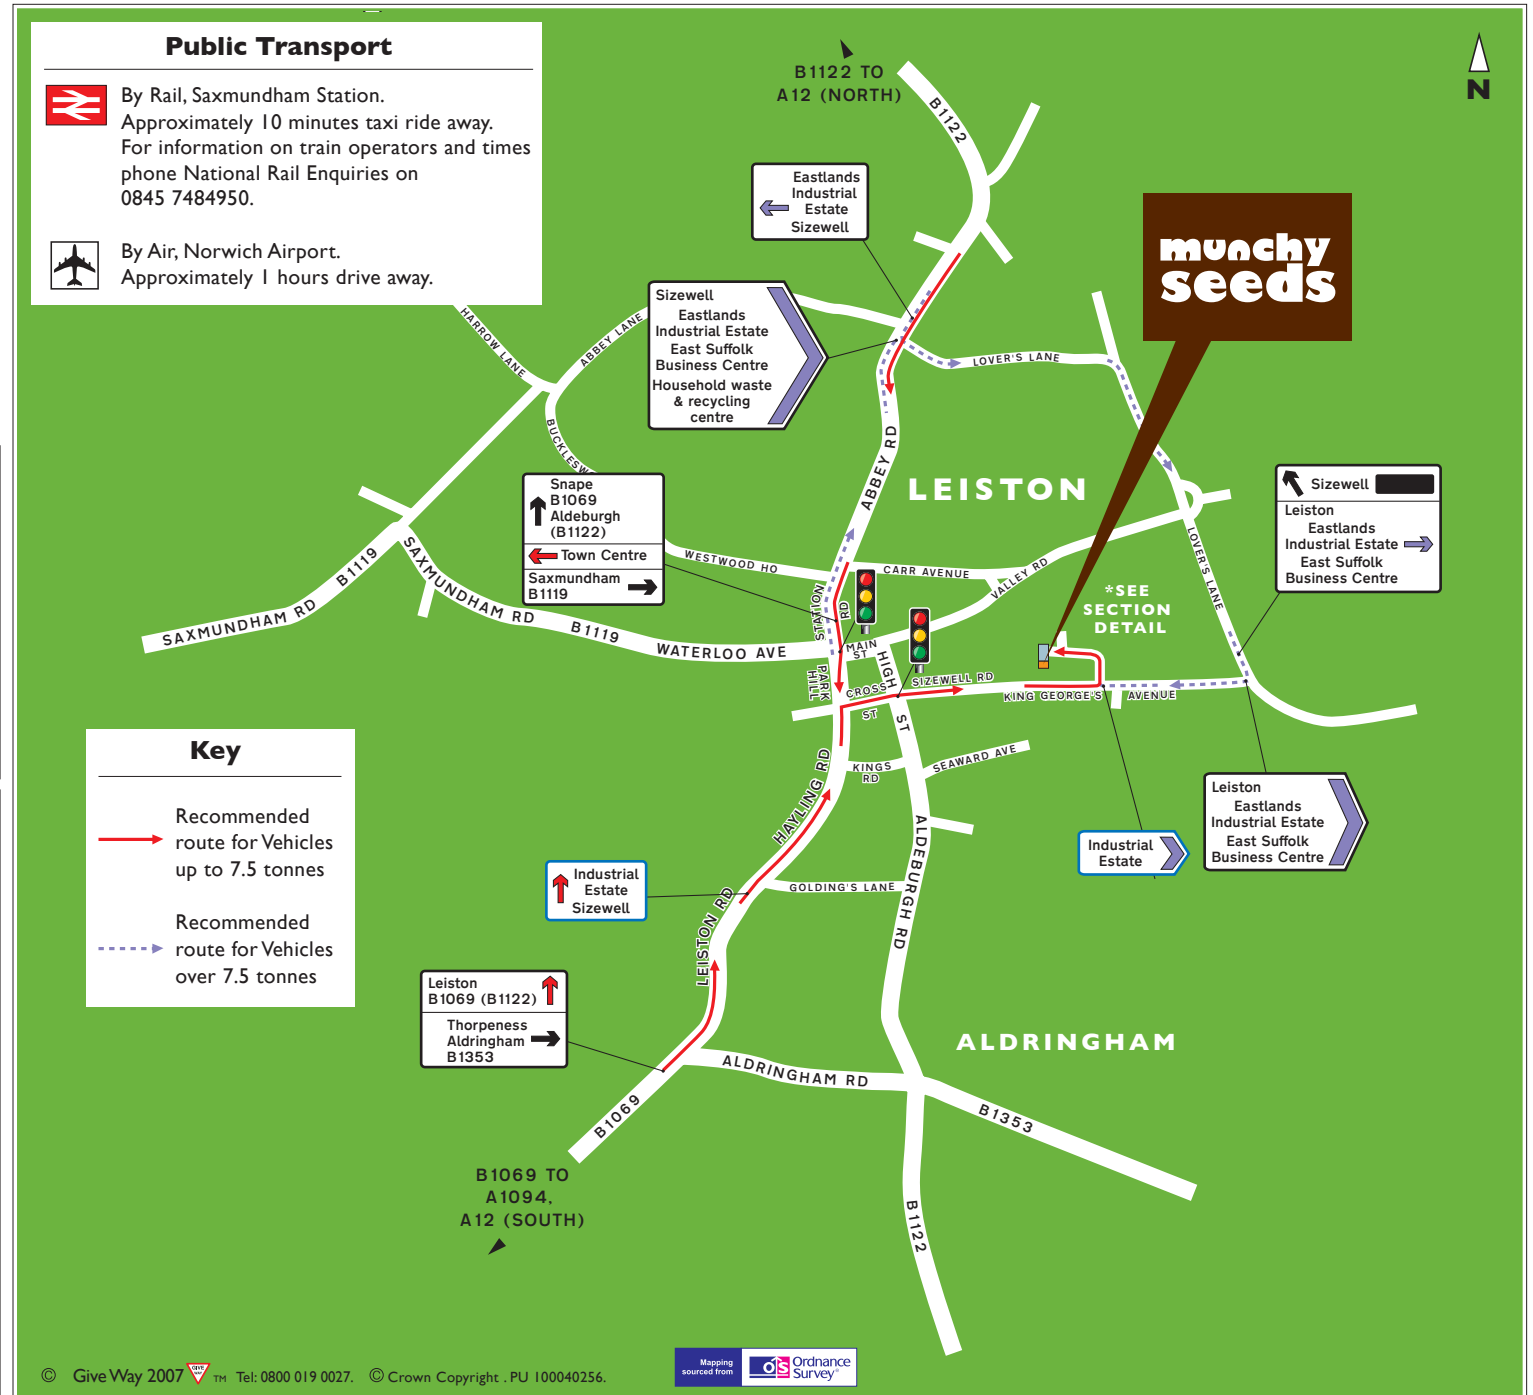 Public Transport
By Rail, Saxmundham Station.
Approximately 10 minutes taxi ride away.
For information on train operators and times
phone National Rail Enquiries on
0845 7484950.
By Air, Norwich Airport.
Approximately 1 hours drive away.
B1122 TO
A12 (NORTH)
B1122
N
Eastlands
Industrial
Estate
Sizewell
munchy
seeds
Sizewell
Eastlands
Industrial Estate
East Suffolk
Business Centre
Household waste
& recycling
centre
HARROW LANE
ABBEY LANE
LOVER'S LANE
ABBEY RD
LEISTON
Snape
B1069
Aldeburgh
(B1122)
Town Centre
Saxmundham
B1119
Sizewell
Leiston
Eastlands
Industrial Estate
East Suffolk
Business Centre
SAXMUNDHAM RD
B1119
SAXMUNDHAM RD
B1119
WATERLOO AVE
WESTWOOD HO
CARR AVENUE
VALLEY RD
LOVER'S LANE
*SEE
SECTION
DETAIL
STATION
RD
MAIN
ST
HIGH
ST
PARK
HILL
CROSS
ST
SIZEWELL RD
KING GEORGE'S
AVENUE
KINGS
RD
SEAWARD AVE
HAYLING RD
Key
Recommended
route for Vehicles
up to 7.5 tonnes
Recommended
route for Vehicles
over 7.5 tonnes
Leiston
Eastlands
Industrial Estate
East Suffolk
Business Centre
Industrial
Estate
Industrial
Estate
Sizewell
GOLDING'S LANE
ALDEBURGH RD
LEISTON RD
Leiston
B1069 (B1122)
Thorpeness
Aldringham
B1353
ALDRINGHAM
ALDRINGHAM RD
B1353
B1069
B1069 TO
A1094,
A12 (SOUTH)
B1122
© Give Way 2007 GIVE WAY TM Tel: 0800 019 0027. © Crown Copyright . PU 100040256.
Mapping
sourced from
OS Ordnance
Survey®